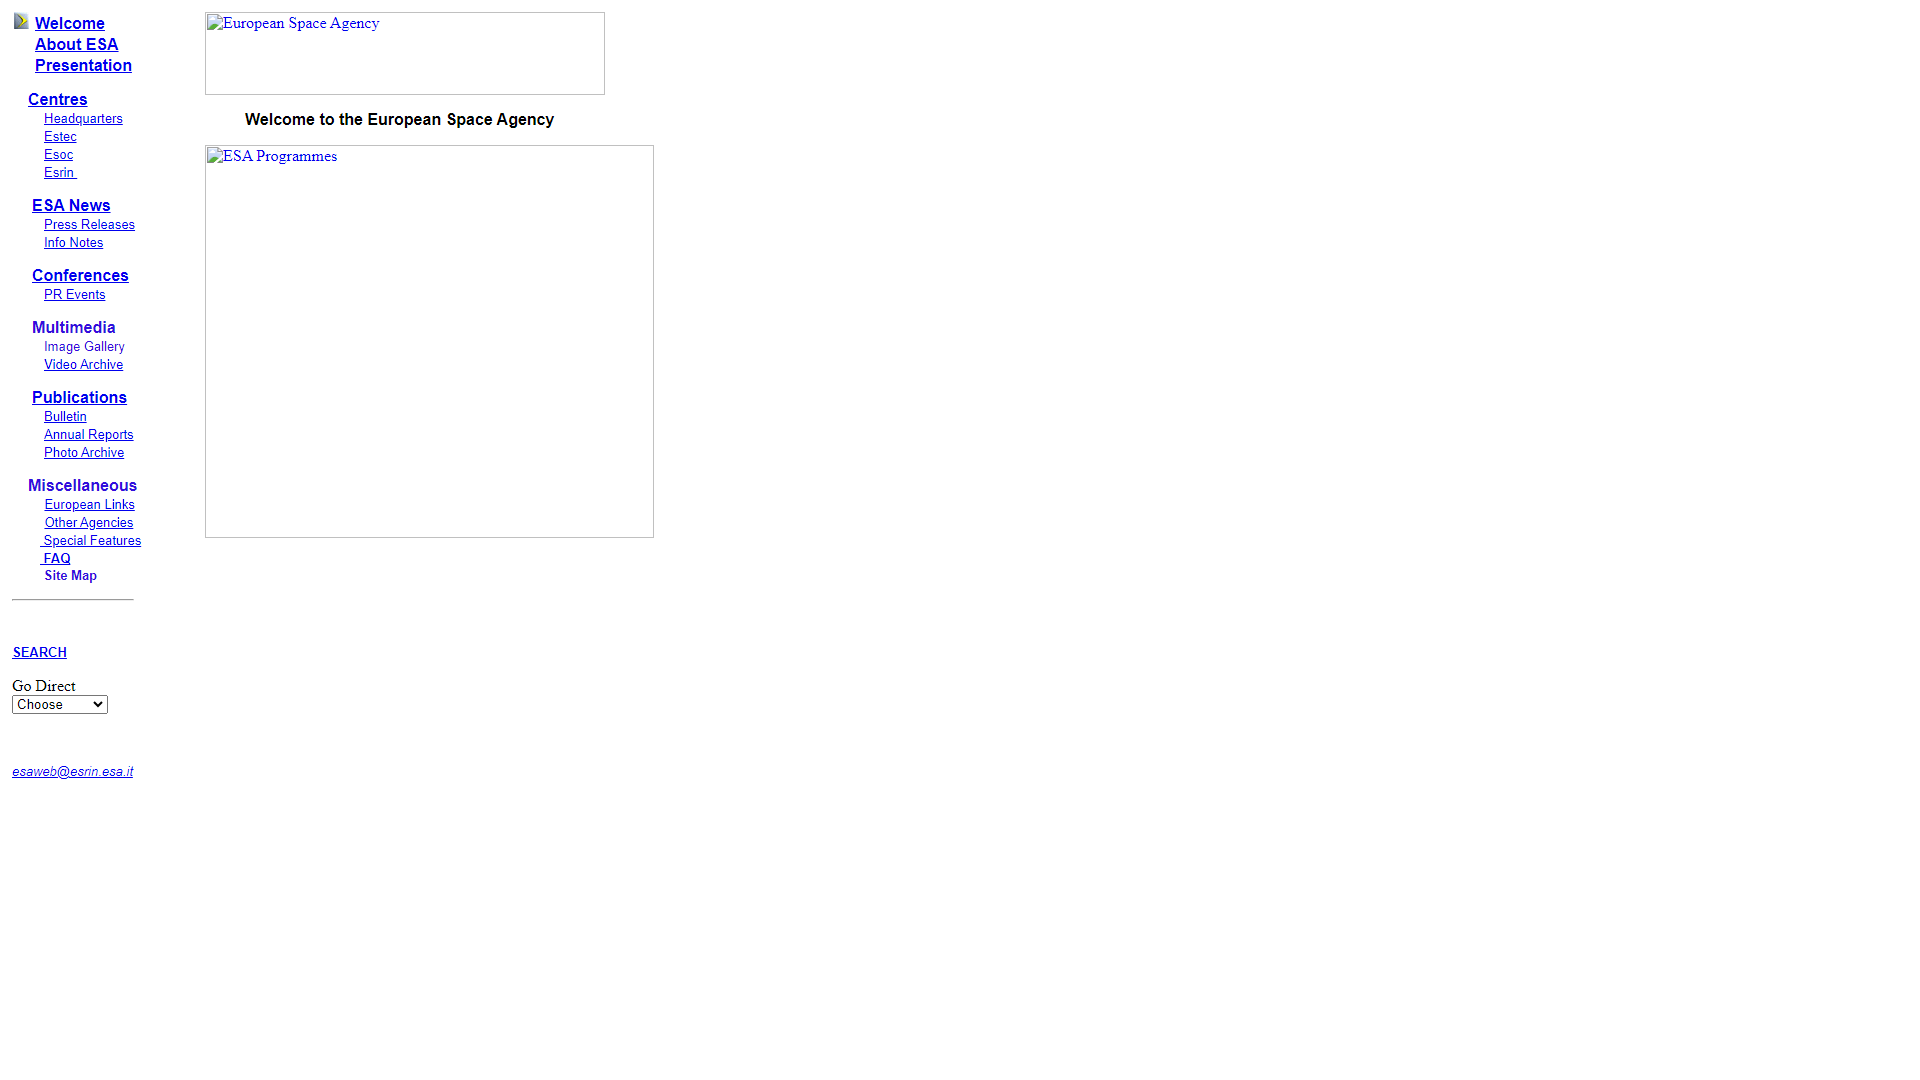 Welcome
About ESA
Presentation
Centres
Headquarters
Estec
Esoc
Esrin
ESA News
Press Releases
Info Notes
Conferences
PR Events
Multimedia
Image Gallery
Video Archive
Publications
Bulletin
Annual Reports
Photo Archive
Miscellaneous
European Links
Other Agencies
Special Features
FAQ
Site Map
SEARCH
Go Direct
Choose
esaweb@esrin.esa.it
European Space Agency
Welcome to the European Space Agency
ESA Programmes